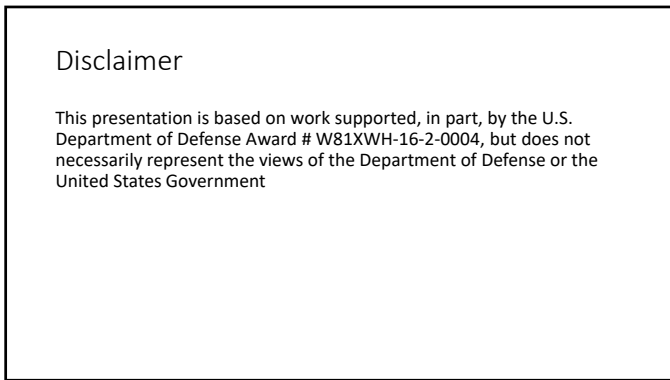 Disclaimer
This presentation is based on work supported, in part, by the U.S.
Department of Defense Award # W81XWH-16-2-0004, but does not
necessarily represent the views of the Department of Defense or the
United States Government